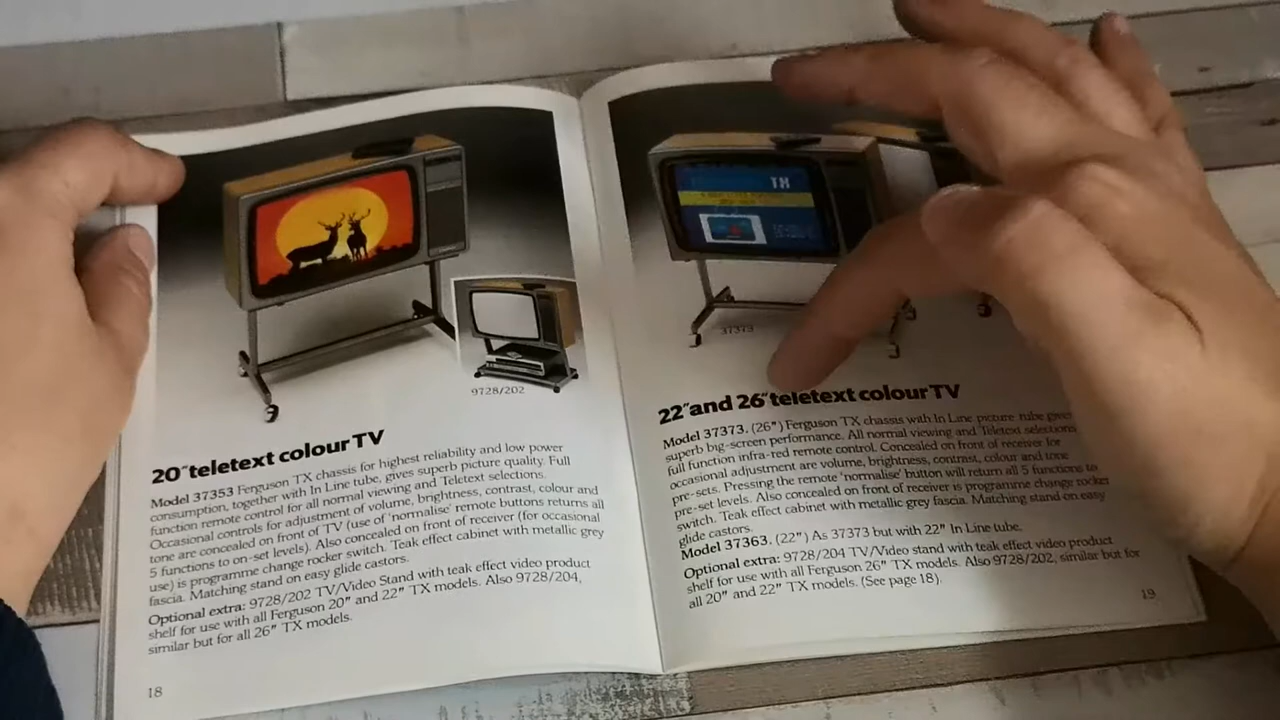 9728/202
20" teletext colour TV
Model 37353 Ferguson TX chassis for highest reliability and low power
consumption, together with In Line tube, gives superb picture quality. Full
function remote control for all normal viewing and Teletext selections.
Occasional controls for adjustment of volume, brightness, contrast, colour and
tone are concealed on front of TV (use of 'normalise' remote buttons returns all
5 functions to on-set levels). Also concealed on front of receiver (for occasional
use) is programme change rocker switch. Teak effect cabinet with metallic grey
fascia. Matching stand on easy glide castors.
Optional extra: 9728/202 TV/Video Stand with teak effect video product
shelf for use with all Ferguson 20" and 22" TX models. Also 9728/204,
similar but for all 26" TX models.
18
TX
37373
22" and 26" teletext colour TV
Model 37373. (26") Ferguson TX chassis with In Line picture tube gives
superb big-screen performance. All normal viewing and Teletext selections
full function infra-red remote control. Concealed on front of receiver for
occasional adjustment are volume, brightness, contrast, colour and tone
pre-sets. Pressing the remote 'normalise' button will return all 5 functions to
pre-set levels. Also concealed on front of receiver is programme change rocker
switch. Teak effect cabinet with metallic grey fascia. Matching stand on easy
glide castors.
Model 37363. (22") As 37373 but with 22" In Line tube.
Optional extra: 9728/204 TV/Video stand with teak effect video product
shelf for use with all Ferguson 26" TX models. Also 9728/202, similar but for
all 20" and 22" TX models. (See page 18).
19